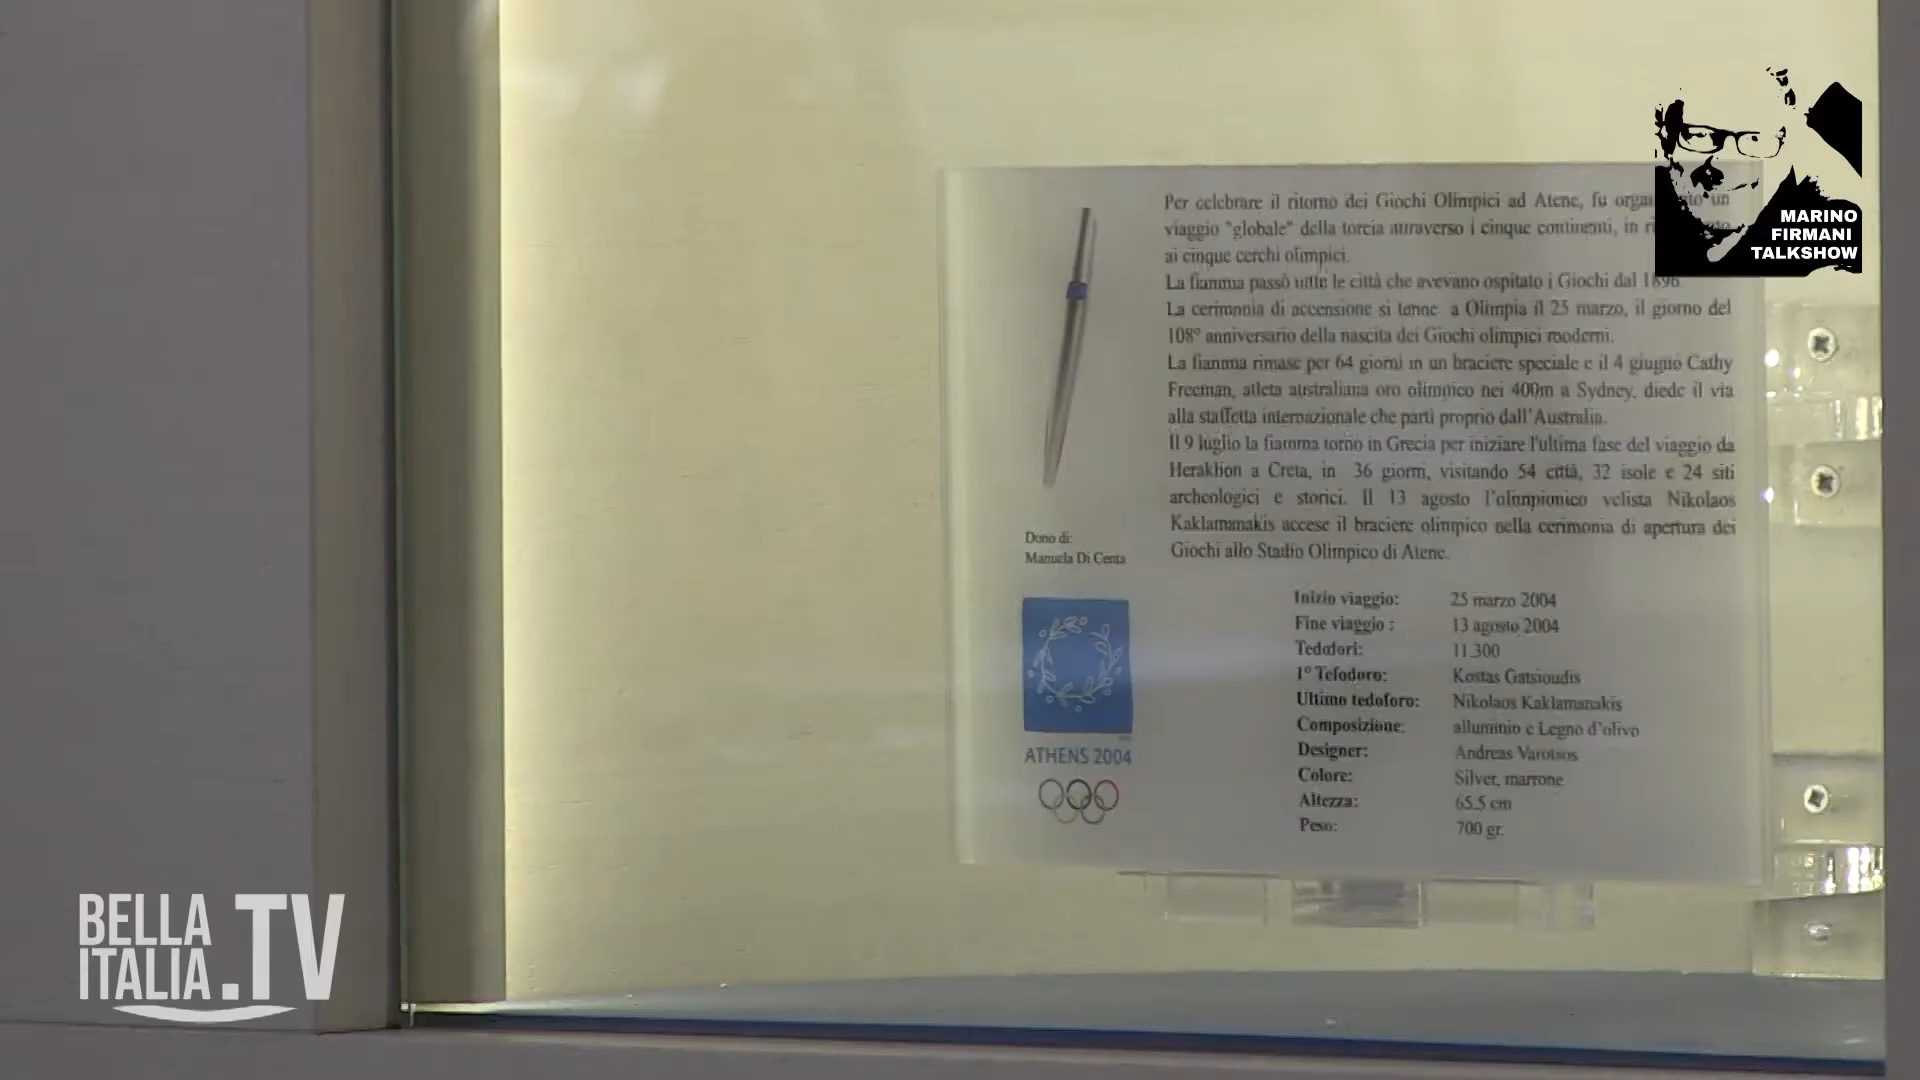 Per celebrare il ritorno dei Giochi Olimpici ad Atene, fu un
viaggio "globale" della torcia attraverso i cinque continenti, in
ai cinque cerchi olimpici.
La fiamma passò tutte le città che avevano ospitato i Giochi dal 1896
La cerimonia di accensione si tenne a Olimpia il 25 marzo, il giorno del
108° anniversario della nascita dei Giochi olimpici moderni.
La fiamma rimase per 64 giorni in un braciere speciale e il 4 giugno Cathy
Freeman, atleta australiana oro olimpico nei 400m a Sydney, diede il via
alla staffetta internazionale che partì proprio dall'Australia.
Il 9 luglio la fiamma tornò in Grecia per iniziare l'ultima fase del viaggio da
Heraklion a Creta, in 36 giorni, visitando 54 città, 32 isole e 24 siti
archeologici e storici. Il 13 agosto l'olimpionico velista Nikolaos
Kaklamanakis accese il braciere olimpico nella cerimonia di apertura dei
Giochi allo Stadio Olimpico di Atene.
Dono di:
Manuela Di Centa
ATHENS 2004
Inizio viaggio: 25 marzo 2004
Fine viaggio : 13 agosto 2004
Tedofori: 11.300
1° Tefodoro: Kostas Gatsioudis
Ultimo tedoforo: Nikolaos Kaklamanakis
Composizione: alluminio e Legno d'olivo
Designer: Andreas Varotsos
Colore: Silver, marrone
Altezza: 65.5 cm
Peso: 700 gr.
MARINO
FIRMANI
TALKSHOW
BELLA
ITALIA.TV